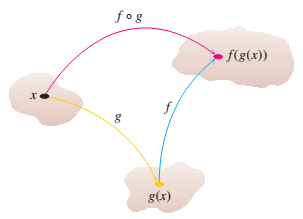 f ∘ g
f(g(x))
x
g
f
g(x)